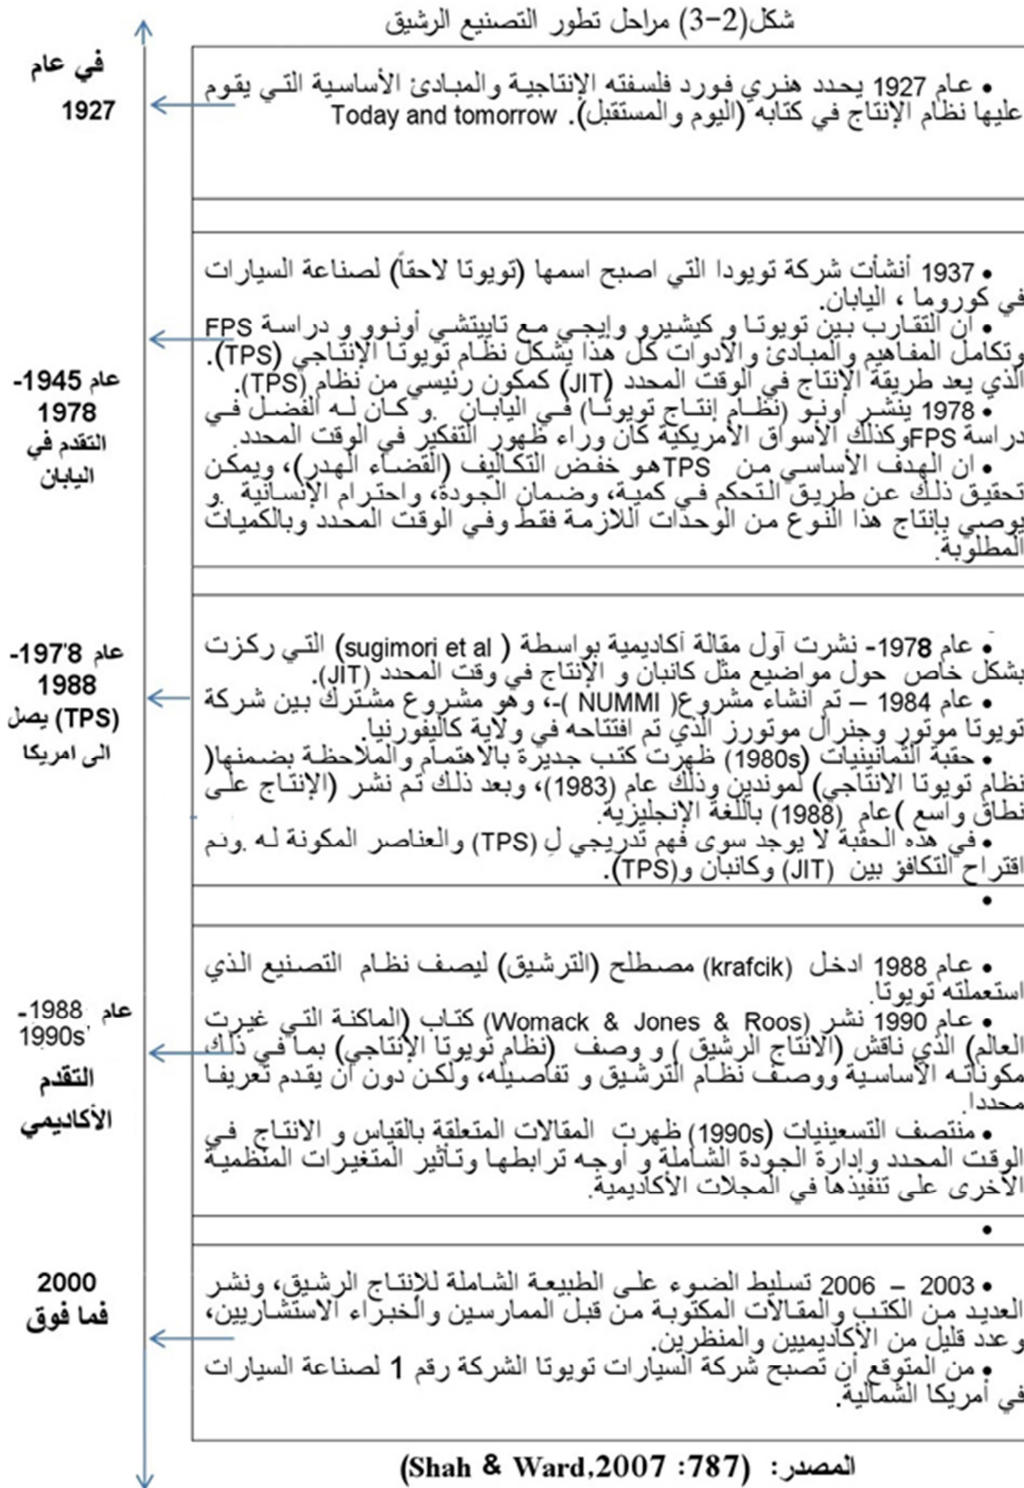 شكل(2-3) مراحل تطور التصنيع الرشيق
في عام
1927
• عام 1927 يحدد هنري فورد فلسفته الإنتاجية والمبادئ الأساسية التي يقوم
عليها نظام الإنتاج في كتابه (اليوم والمستقبل). Today and tomorrow
عام 1945-
1978
التقدم في
اليابان
• 1937 أنشأت شركة تويودا التي اصبح اسمها (تويوتا لاحقاً) لصناعة السيارات
في كوروما ، اليابان.
• ان التقارب بين تويوتا و كيشيرو وإيجي مع تاييتشي أونوو و دراسة FPS
وتكامل المفاهيم والمبادئ والأدوات كل هذا يشكل نظام تويوتا الإنتاجي (TPS).
الذي يعد طريقة الإنتاج في الوقت المحدد (JIT) كمكون رئيسي من نظام (TPS).
• 1978 ينشر أونو (نظام إنتاج تويوتا) في اليابان .و كان له الفضل في
دراسة FPSوكذلك الأسواق الأمريكية كان وراء ظهور التفكير في الوقت المحدد.
• ان الهدف الأساسي من TPSهو خفض التكاليف (القضاء الهدر)، ويمكن
تحقيق ذلك عن طريق التحكم في كمية، وضمان الجودة، واحترام الإنسانية .و
يوصي بإنتاج هذا النوع من الوحدات اللازمة فقط وفي الوقت المحدد وبالكميات
المطلوبة.
عام 197'8-
1988
(TPS) يصل
الى امريكا
• عام 1978- نشرت أول مقالة أكاديمية بواسطة ( sugimori et al) التي ركزت
بشكل خاص حول مواضيع مثل كانبان و الإنتاج في وقت المحدد (JIT).
• عام 1984 – تم انشاء مشروع( NUMMI )-، وهو مشروع مشترك بين شركة
تويوتا موتور وجنرال موتورز الذي تم افتتاحه في ولاية كاليفورنيا.
• حقبة الثمانينيات (1980s) ظهرت كتب جديرة بالاهتمام والملاحظة بضمنها(
نظام تويوتا الانتاجي) لموندين وذلك عام (1983)، وبعد ذلك تم نشر (الإنتاج على
نطاق واسع )عام (1988) باللغة الإنجليزية.
• في هذه الحقبة لا يوجد سوى فهم تدريجي لِ (TPS) والعناصر المكونة له .وتم
اقتراح التكافؤ بين (JIT) وكانبان و(TPS).
•
عام 1988-
1990s'
التقدم
الأكاديمي
• عام 1988 ادخل (krafcik) مصطلح (الترشيق) ليصف نظام التصنيع الذي
استعملته تويوتا.
• عام 1990 نشر (Womack & Jones & Roos) كتاب (الماكنة التي غيرت
العالم) الذي ناقش (الانتاج الرشيق ) و وصف (نظام تويوتا الإنتاجي) بما في ذلك
مكوناته الأساسية ووصف نظام الترشيق و تفاصيله، ولكن دون أن يقدم تعريفا
محددا.
• منتصف التسعينيات (1990s) ظهرت المقالات المتعلقة بالقياس و الانتاج في
الوقت المحدد وإدارة الجودة الشاملة و أوجه ترابطها وتأثير المتغيرات المنظمية
الأخرى على تنفيذها في المجلات الأكاديمية.
•
2000
فما فوق
• 2003 – 2006 تسليط الضوء على الطبيعة الشاملة للإنتاج الرشيق، ونشر
العديد من الكتب والمقالات المكتوبة من قبل الممارسين والخبراء الاستشاريين،
وعدد قليل من الأكاديميين والمنظرين.
• من المتوقع أن تصبح شركة السيارات تويوتا الشركة رقم 1 لصناعة السيارات
في أمريكا الشمالية.
المصدر: (Shah & Ward,2007 :787)